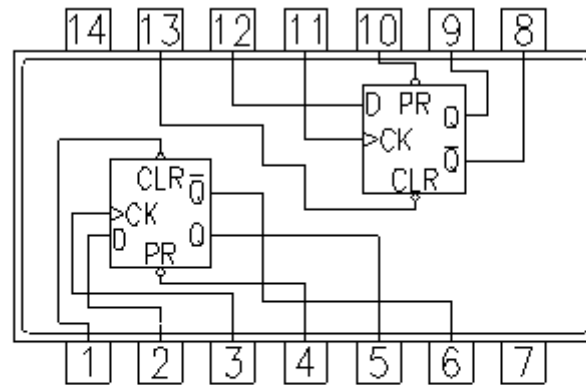 14 13 12 11 10 9 8
D PR Q
CK
Q̅
CLR
CLR Q̅
CK
D Q
PR
1 2 3 4 5 6 7